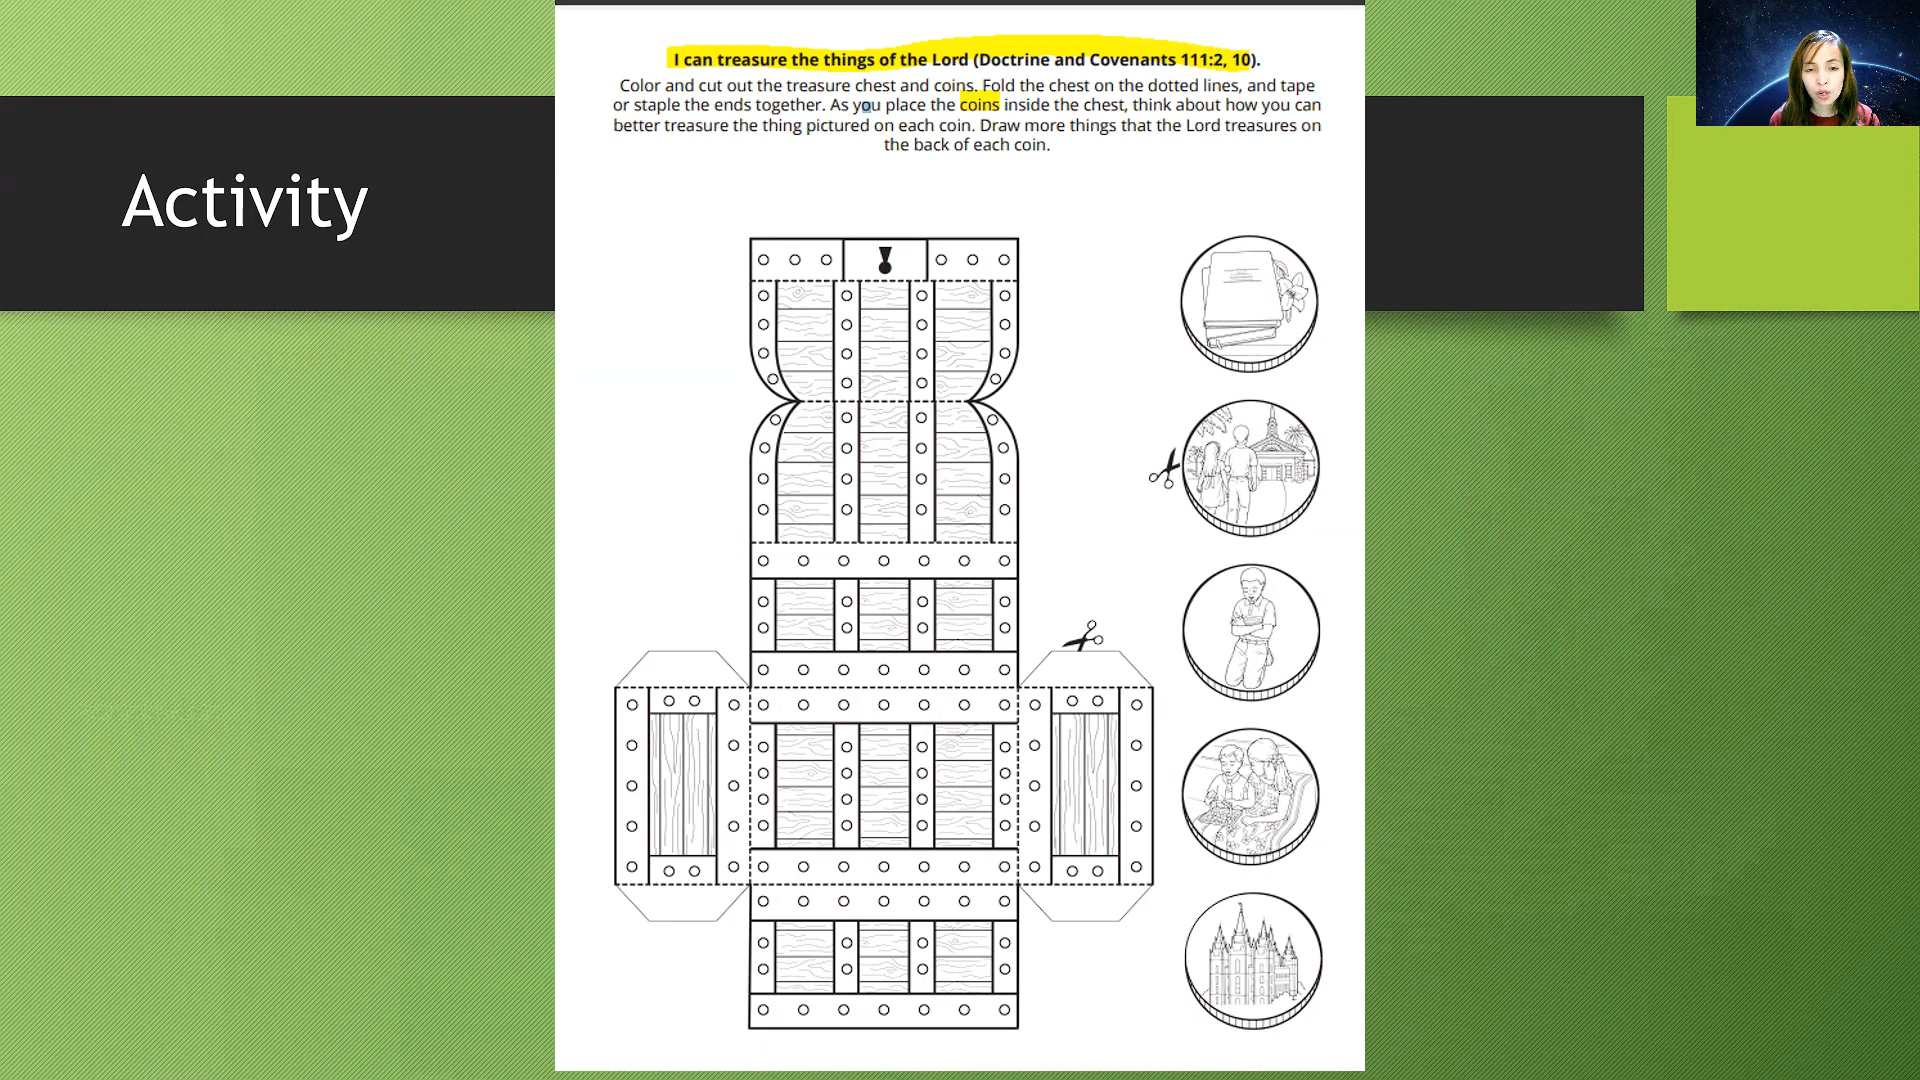 I can treasure the things of the Lord (Doctrine and Covenants 111:2, 10).
Color and cut out the treasure chest and coins. Fold the chest on the dotted lines, and tape
or staple the ends together. As you place the coins inside the chest, think about how you can
better treasure the thing pictured on each coin. Draw more things that the Lord treasures on
the back of each coin.
Activity